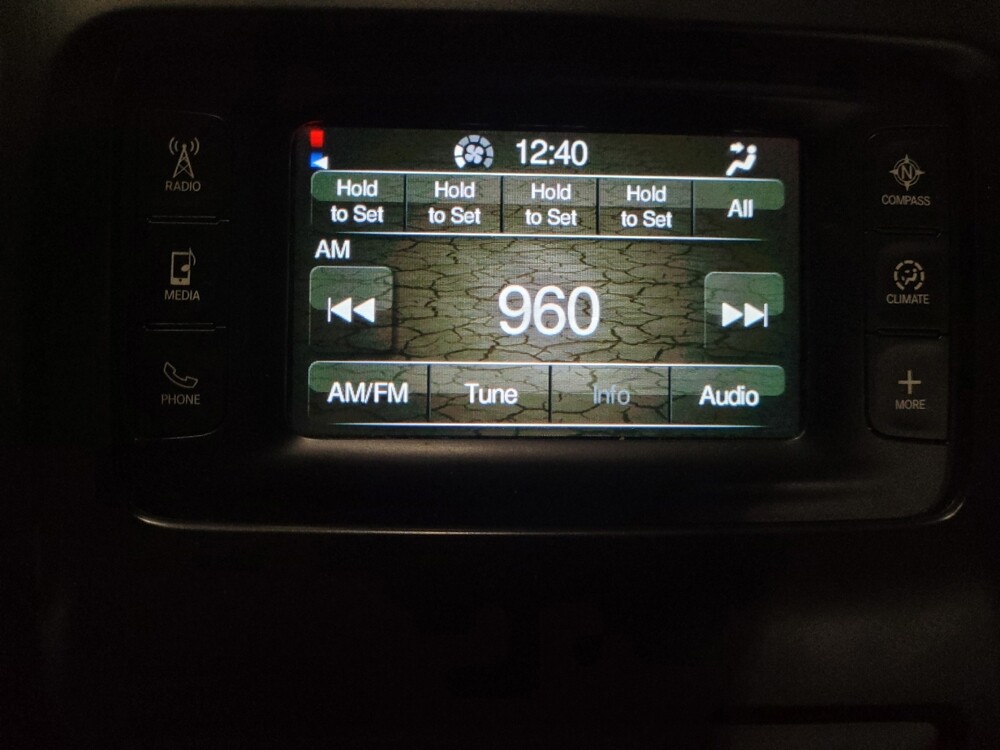 12:40
Hold to Set Hold to Set Hold to Set Hold to Set All
AM
960
AM/FM Tune Info Audio
RADIO
MEDIA
PHONE
N
COMPASS
CLIMATE
MORE